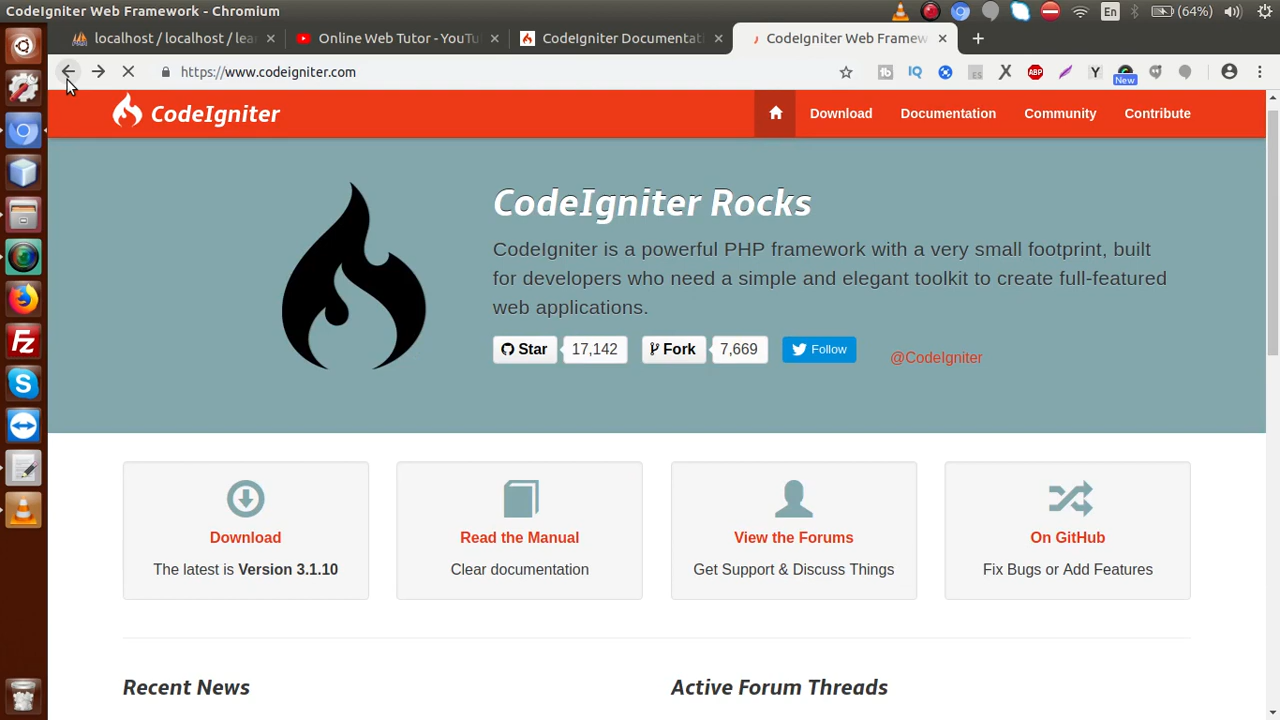 CodeIgniter Web Framework - Chromium
En
(64%)
localhost / localhost / lea
Online Web Tutor - YouTu
CodeIgniter Documentat
CodeIgniter Web Framew
https://www.codeigniter.com
IQ
ES
X
ABP
Y
New
CodeIgniter
Download
Documentation
Community
Contribute
CodeIgniter Rocks
CodeIgniter is a powerful PHP framework with a very small footprint, built
for developers who need a simple and elegant toolkit to create full-featured
web applications.
Star
17,142
Fork
7,669
Follow
@CodeIgniter
Download
The latest is Version 3.1.10
Read the Manual
Clear documentation
View the Forums
Get Support & Discuss Things
On GitHub
Fix Bugs or Add Features
Recent News
Active Forum Threads